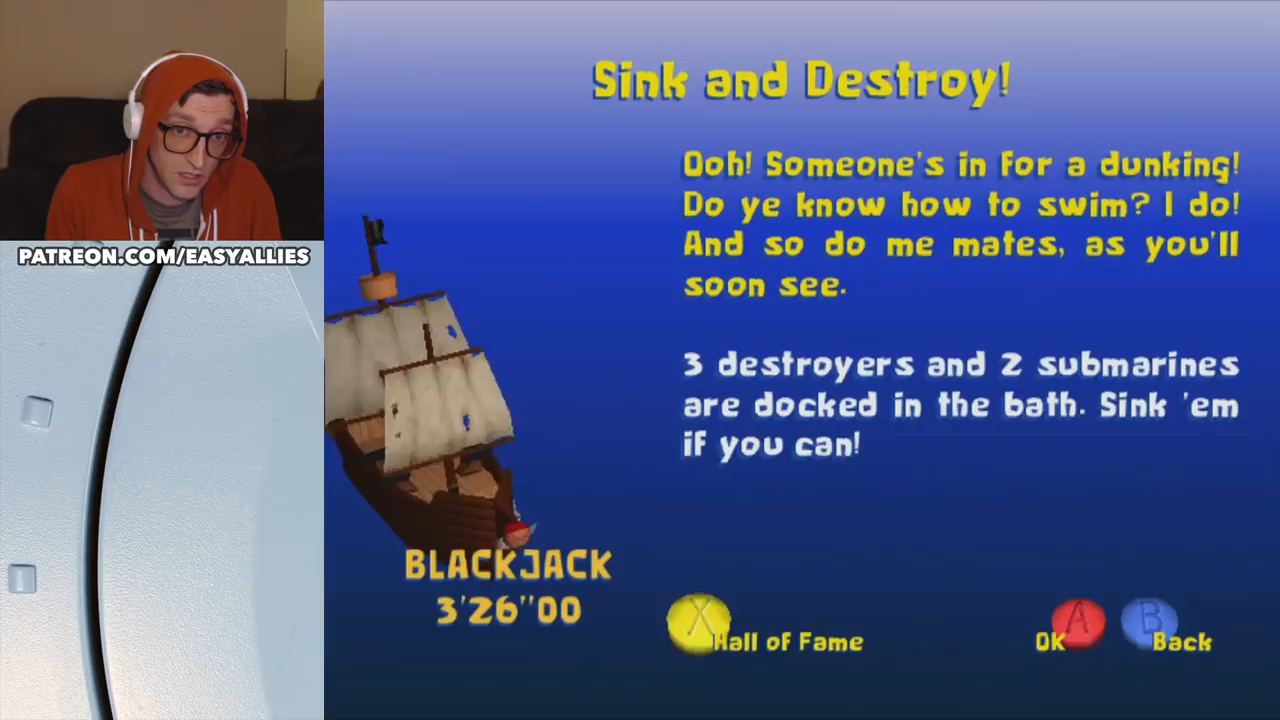 Sink and Destroy!
Ooh! Someone's in for a dunking!
Do ye know how to swim? I do!
And so do me mates, as you'll
soon see.
3 destroyers and 2 submarines
are docked in the bath. Sink 'em
if you can!
PATREON.COM/EASYALLIES
BLACKJACK
3'26"00
X Hall of Fame
OK A B Back